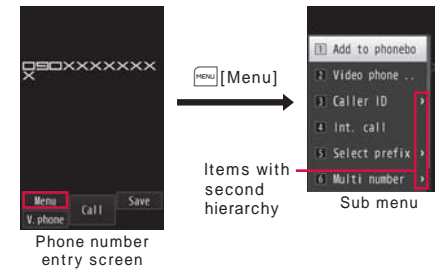 090XXXXXXX
X
Menu
Save
Call
V. phone
Phone number
entry screen
MENU [Menu]
Items with
second
hierarchy
1 Add to phonebo
2 Video phone ..
3 Caller ID >
4 Int. call
5 Select prefix >
6 Multi number >
Sub menu